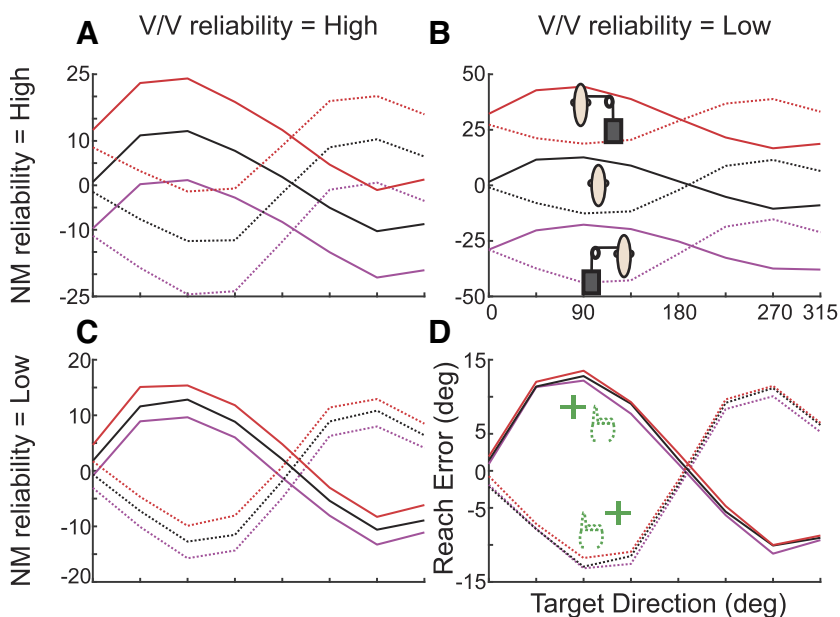 A V/V reliability = High
B V/V reliability = Low
NM reliability = High
25
10
0
-10
-25
50
25
0
-25
-50
0 90 180 270 315
C
D
NM reliability = Low
20
10
0
-10
-20
Reach Error (deg)
15
5
0
-5
-15
Target Direction (deg)